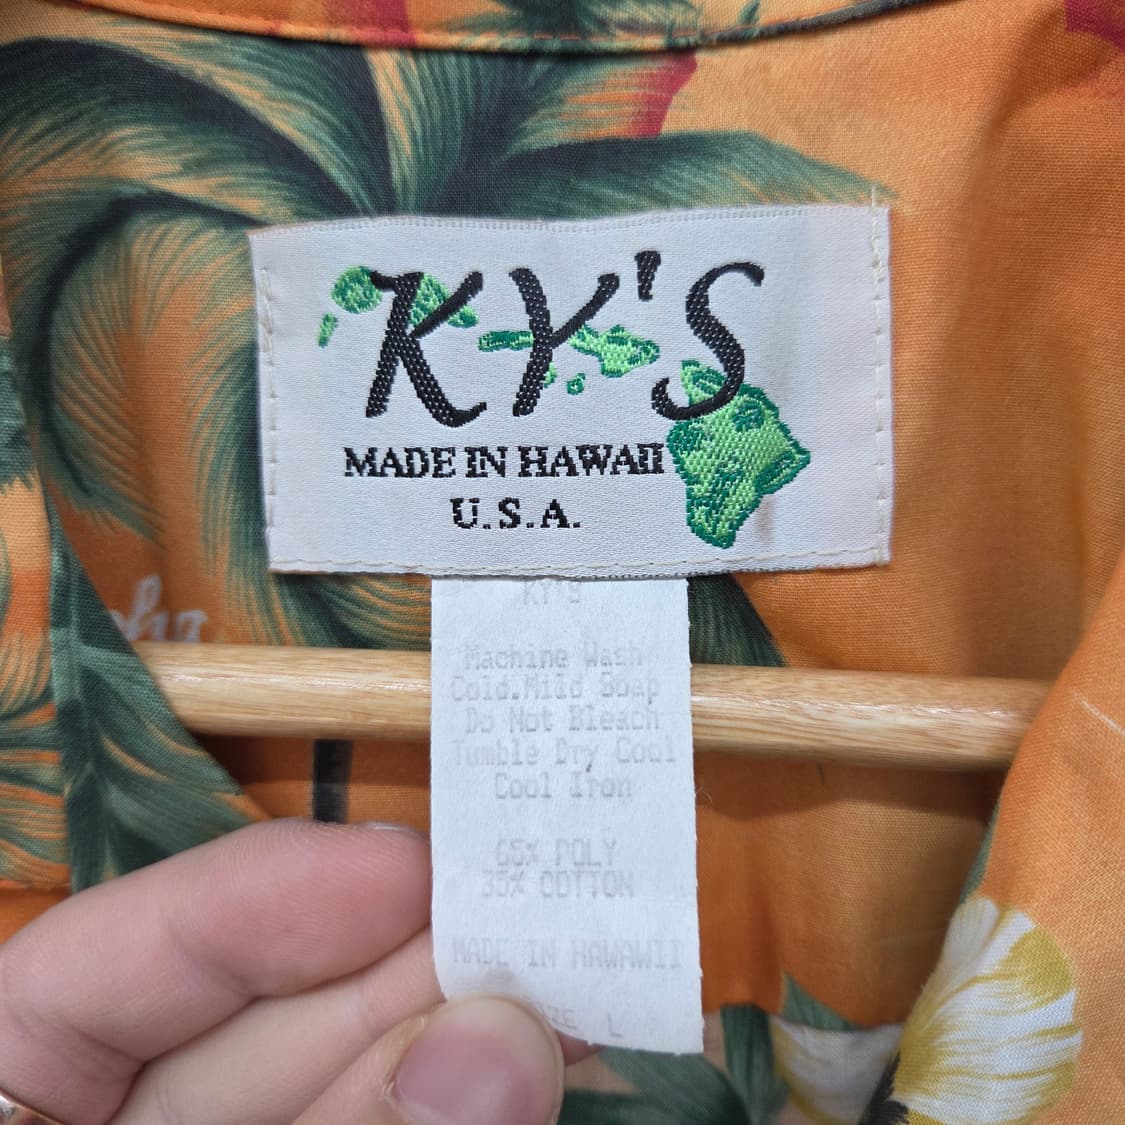 KY'S
MADE IN HAWAII
U.S.A.
KY'S
Machine Wash
Cold.Mild Soap
Do Not Bleach
Tumble Dry Cool
Cool Iron
65% POLY
35% COTTON
MADE IN HAWAWII
L